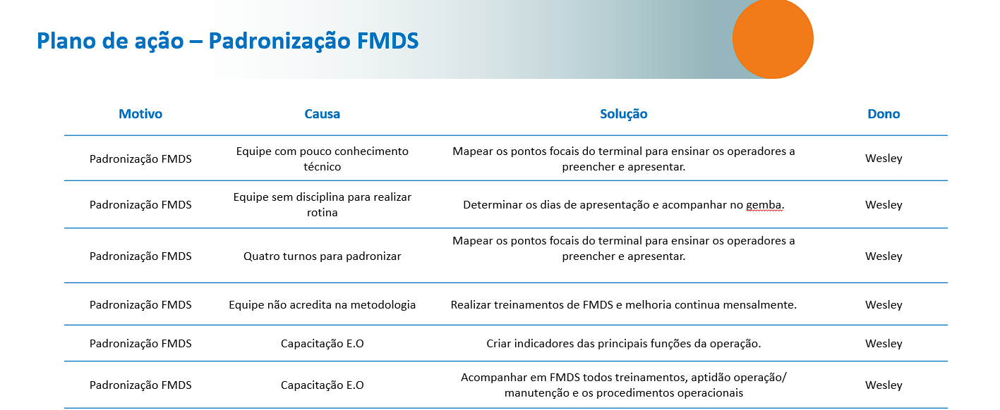 Plano de ação – Padronização FMDS
Motivo Causa Solução Dono
Padronização FMDS
Equipe com pouco conhecimento
técnico
Mapear os pontos focais do terminal para ensinar os operadores a
preencher e apresentar.
Wesley
Padronização FMDS
Equipe sem disciplina para realizar
rotina
Determinar os dias de apresentação e acompanhar no gemba.
Wesley
Padronização FMDS
Quatro turnos para padronizar
Mapear os pontos focais do terminal para ensinar os operadores a
preencher e apresentar.
Wesley
Padronização FMDS
Equipe não acredita na metodologia
Realizar treinamentos de FMDS e melhoria continua mensalmente.
Wesley
Padronização FMDS
Capacitação E.O
Criar indicadores das principais funções da operação.
Wesley
Padronização FMDS
Capacitação E.O
Acompanhar em FMDS todos treinamentos, aptidão operação/
manutenção e os procedimentos operacionais
Wesley